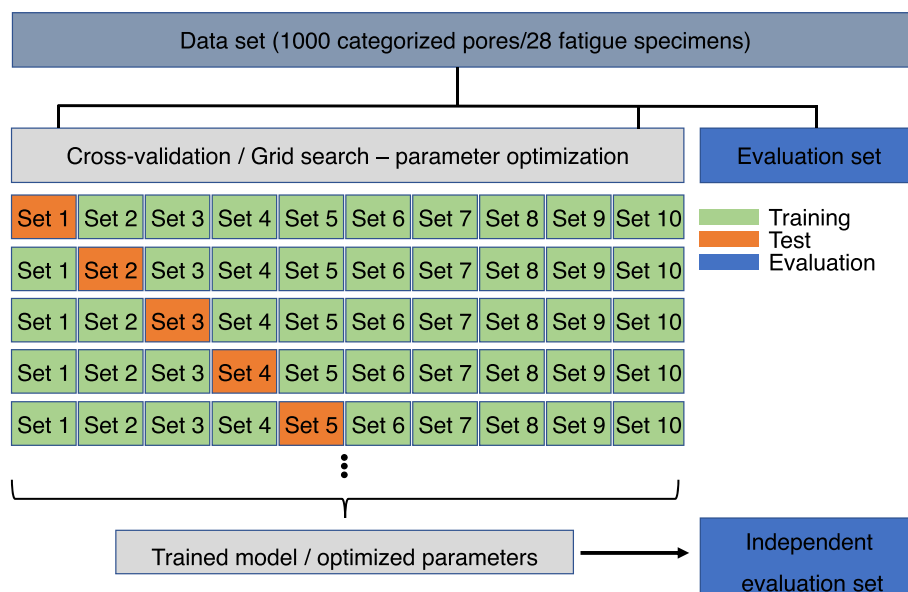 Data set (1000 categorized pores/28 fatigue specimens)
Cross-validation / Grid search – parameter optimization
Evaluation set
Set 1 Set 2 Set 3 Set 4 Set 5 Set 6 Set 7 Set 8 Set 9 Set 10
Training
Test
Evaluation
Set 1 Set 2 Set 3 Set 4 Set 5 Set 6 Set 7 Set 8 Set 9 Set 10
Set 1 Set 2 Set 3 Set 4 Set 5 Set 6 Set 7 Set 8 Set 9 Set 10
Set 1 Set 2 Set 3 Set 4 Set 5 Set 6 Set 7 Set 8 Set 9 Set 10
Set 1 Set 2 Set 3 Set 4 Set 5 Set 6 Set 7 Set 8 Set 9 Set 10
Trained model / optimized parameters
Independent
evaluation set